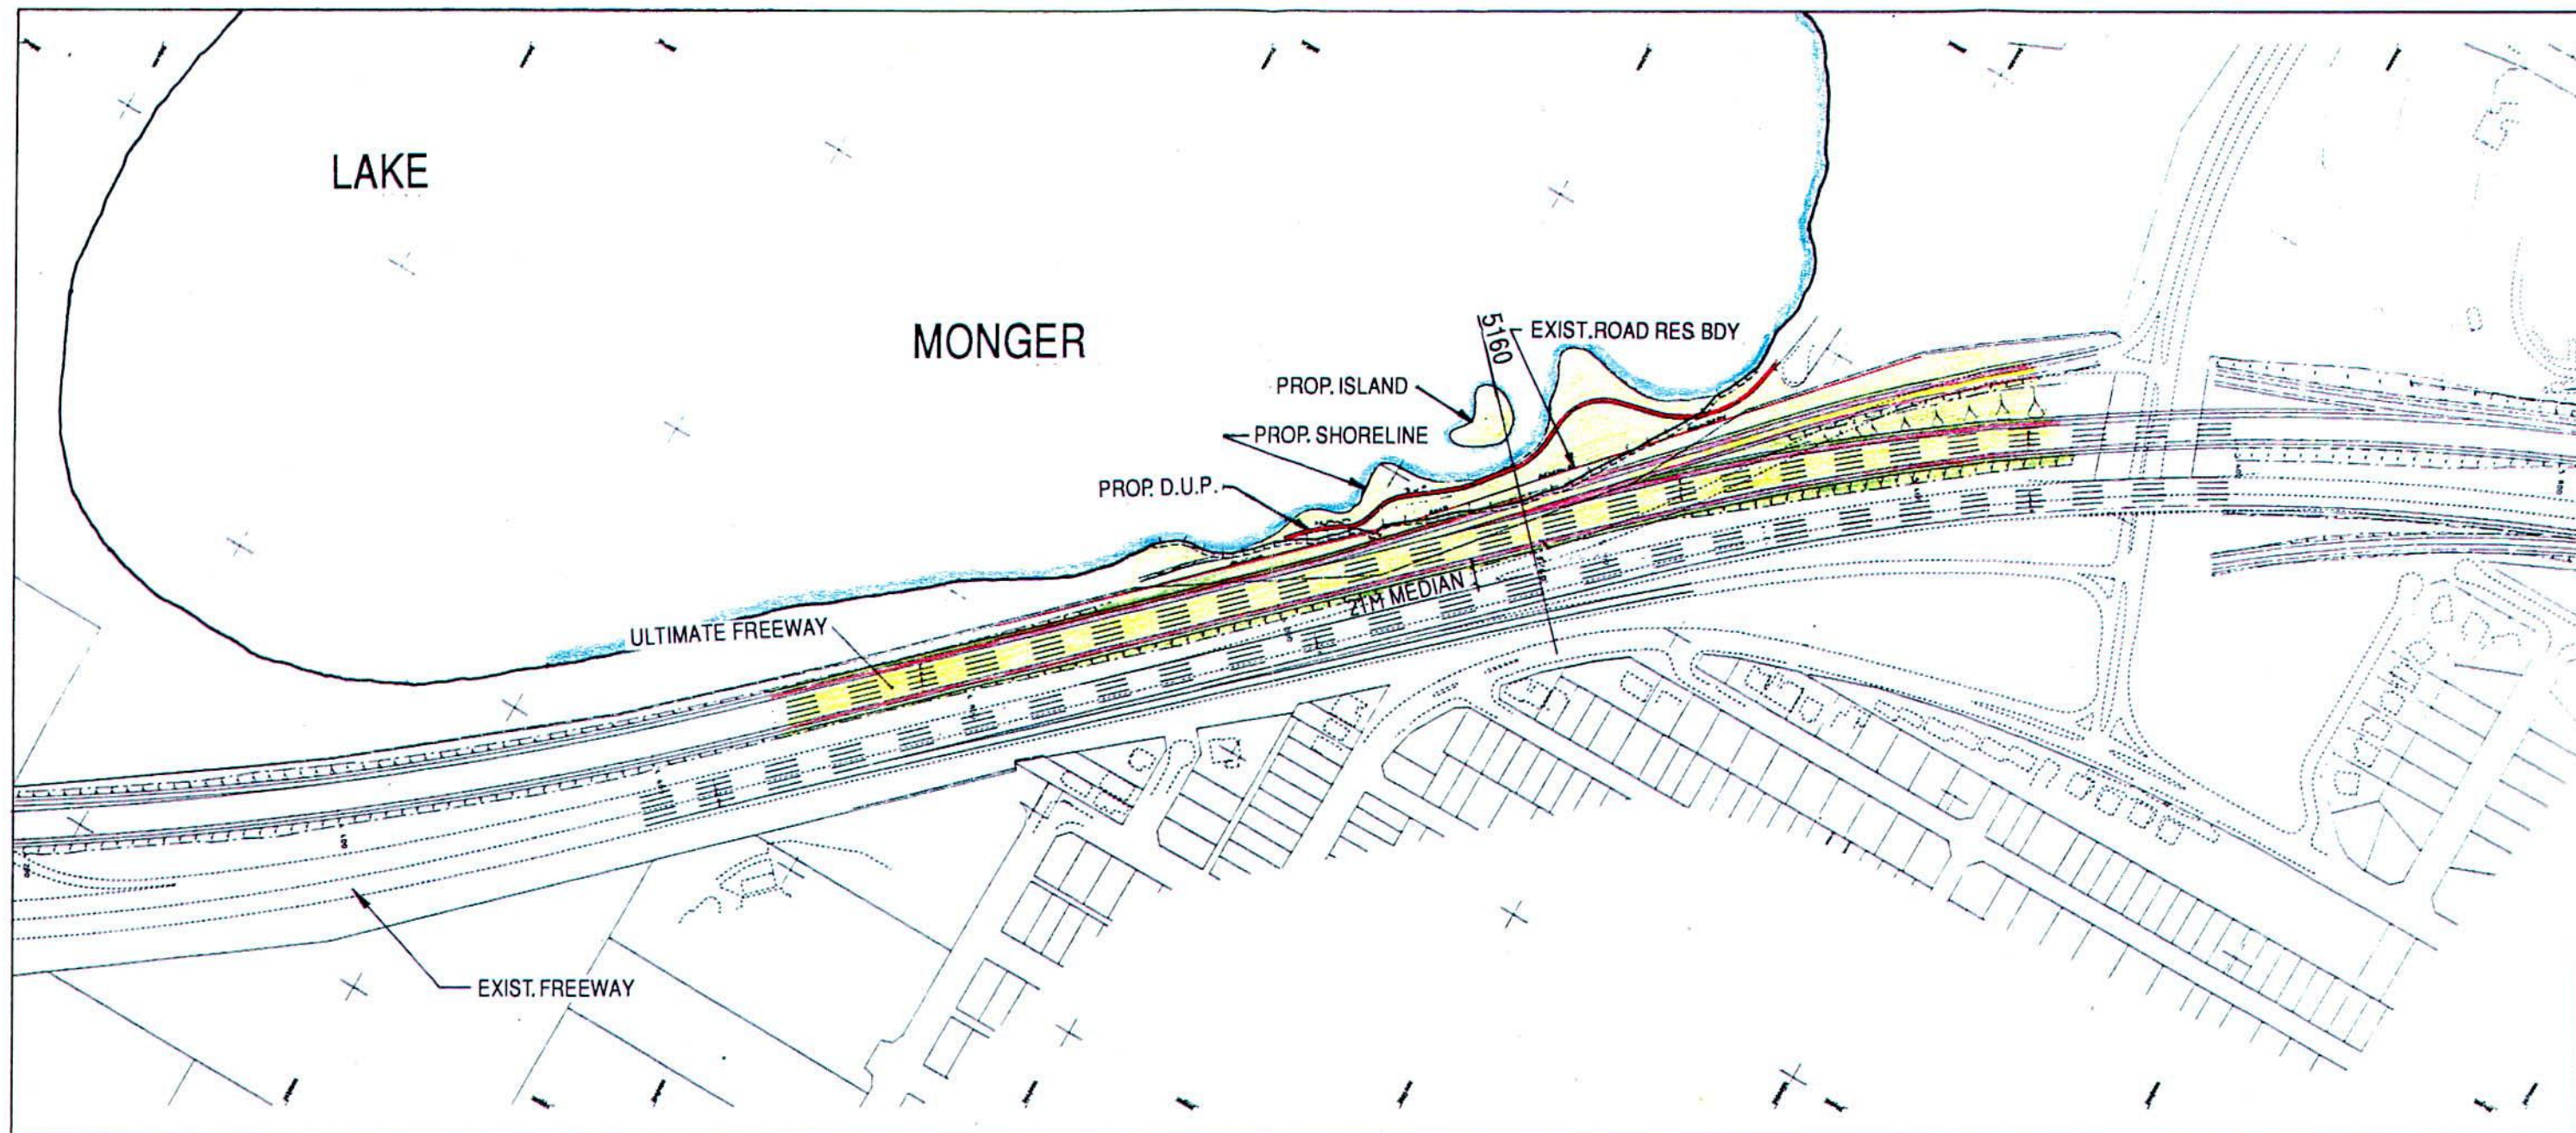 LAKE
MONGER
5160
EXIST.ROAD RES BDY
PROP. ISLAND
PROP. SHORELINE
PROP. D.U.P.
21M MEDIAN
ULTIMATE FREEWAY
EXIST. FREEWAY